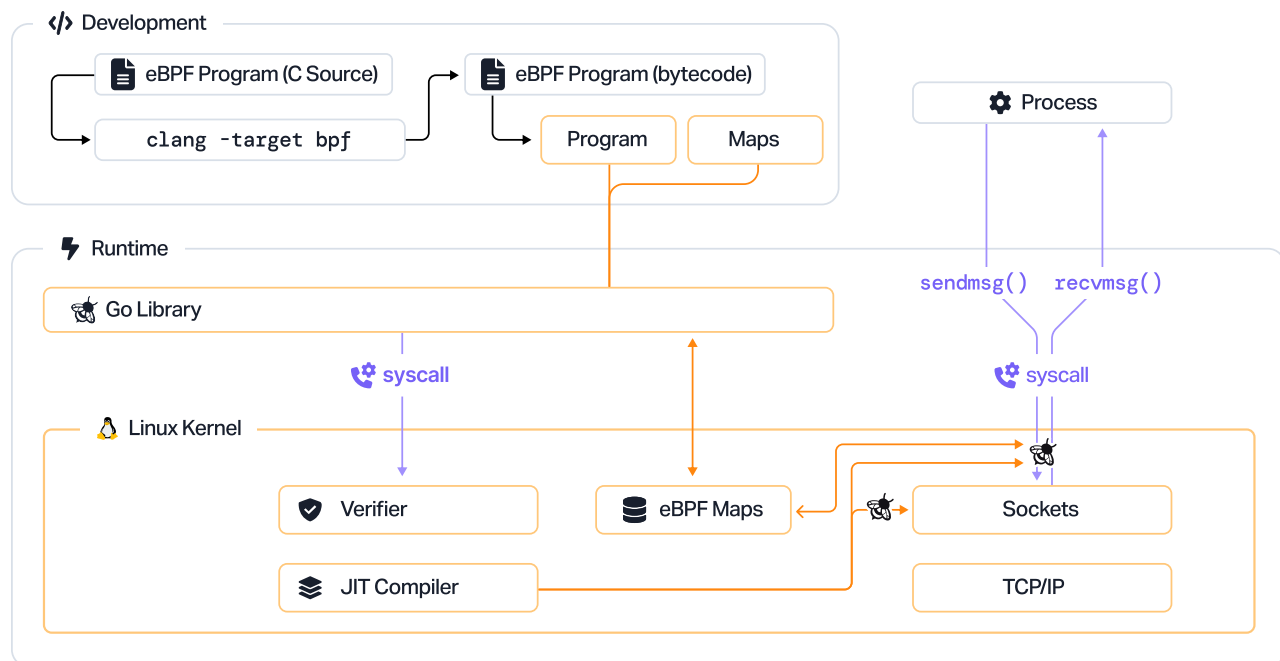 Development
eBPF Program (C Source)
eBPF Program (bytecode)
clang -target bpf
Program
Maps
Process
Runtime
Go Library
sendmsg()
recvmsg()
syscall
syscall
Linux Kernel
Verifier
eBPF Maps
Sockets
JIT Compiler
TCP/IP